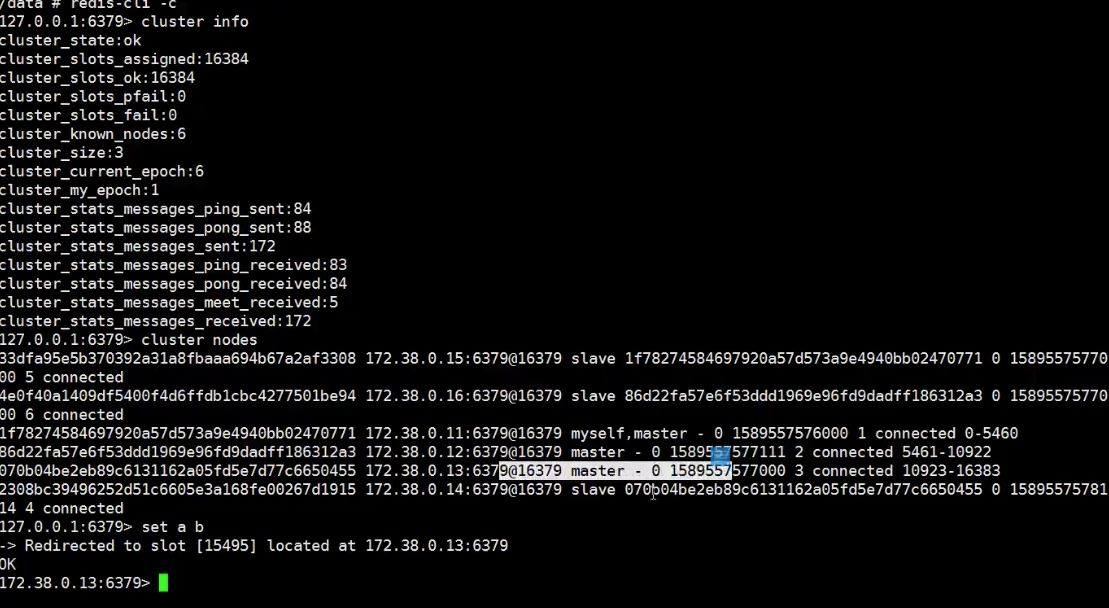 /data # redis-cli -c
127.0.0.1:6379> cluster info
cluster_state:ok
cluster_slots_assigned:16384
cluster_slots_ok:16384
cluster_slots_pfail:0
cluster_slots_fail:0
cluster_known_nodes:6
cluster_size:3
cluster_current_epoch:6
cluster_my_epoch:1
cluster_stats_messages_ping_sent:84
cluster_stats_messages_pong_sent:88
cluster_stats_messages_sent:172
cluster_stats_messages_ping_received:83
cluster_stats_messages_pong_received:84
cluster_stats_messages_meet_received:5
cluster_stats_messages_received:172
127.0.0.1:6379> cluster nodes
33dfa95e5b370392a31a8fbaaa694b67a2af3308 172.38.0.15:6379@16379 slave 1f78274584697920a57d573a9e4940bb02470771 0 15895575770
00 5 connected
4e0f40a1409df5400f4d6ffdb1cbc4277501be94 172.38.0.16:6379@16379 slave 86d22fa57e6f53ddd1969e96fd9dadff186312a3 0 15895575770
00 6 connected
1f78274584697920a57d573a9e4940bb02470771 172.38.0.11:6379@16379 myself,master - 0 1589557576000 1 connected 0-5460
86d22fa57e6f53ddd1969e96fd9dadff186312a3 172.38.0.12:6379@16379 master - 0 1589557577111 2 connected 5461-10922
070b04be2eb89c6131162a05fd5e7d77c6650455 172.38.0.13:6379@16379 master - 0 1589557577000 3 connected 10923-16383
2308bc39496252d51c6605e3a168fe00267d1935 172.38.0.14:6379@16379 slave 070b04be2eb89c6131162a05fd5e7d77c6650455 0 15895575781
14 4 connected
127.0.0.1:6379> set a b
-> Redirected to slot [15495] located at 172.38.0.13:6379
OK
172.38.0.13:6379>